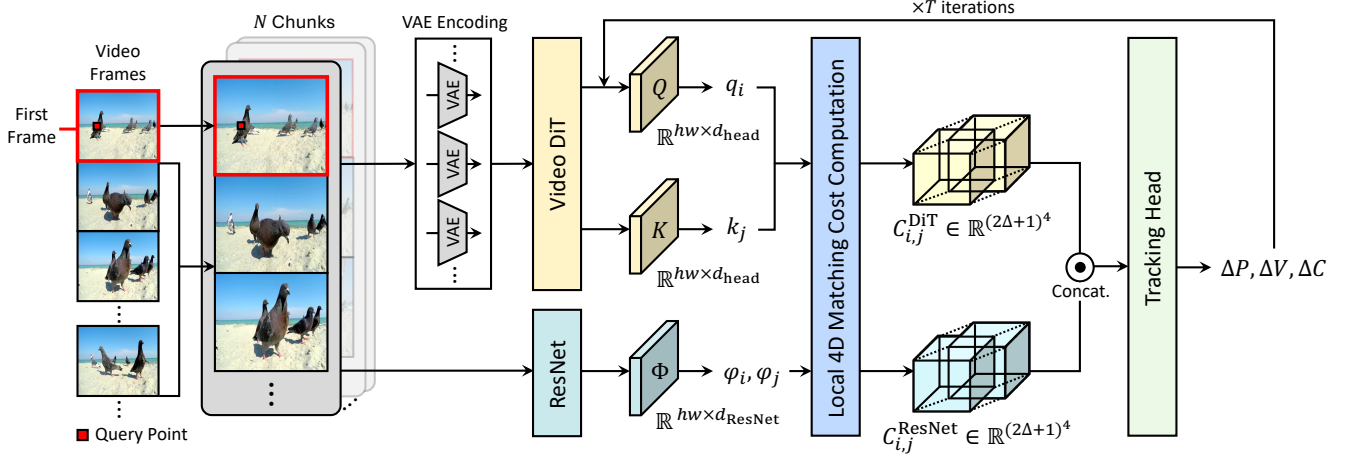 ×T iterations
N Chunks
VAE Encoding
Video
Frames
First
Frame
VAE
VAE
VAE
Video DiT
Q
q_i
ℝ^{hw×d_head}
K
k_j
ℝ^{hw×d_head}
Local 4D Matching Cost Computation
C_{i,j}^{DiT} ∈ ℝ^{(2Δ+1)^4}
Concat.
Tracking Head
ΔP, ΔV, ΔC
ResNet
Φ
φ_i, φ_j
ℝ^{hw×d_ResNet}
C_{i,j}^{ResNet} ∈ ℝ^{(2Δ+1)^4}
Query Point